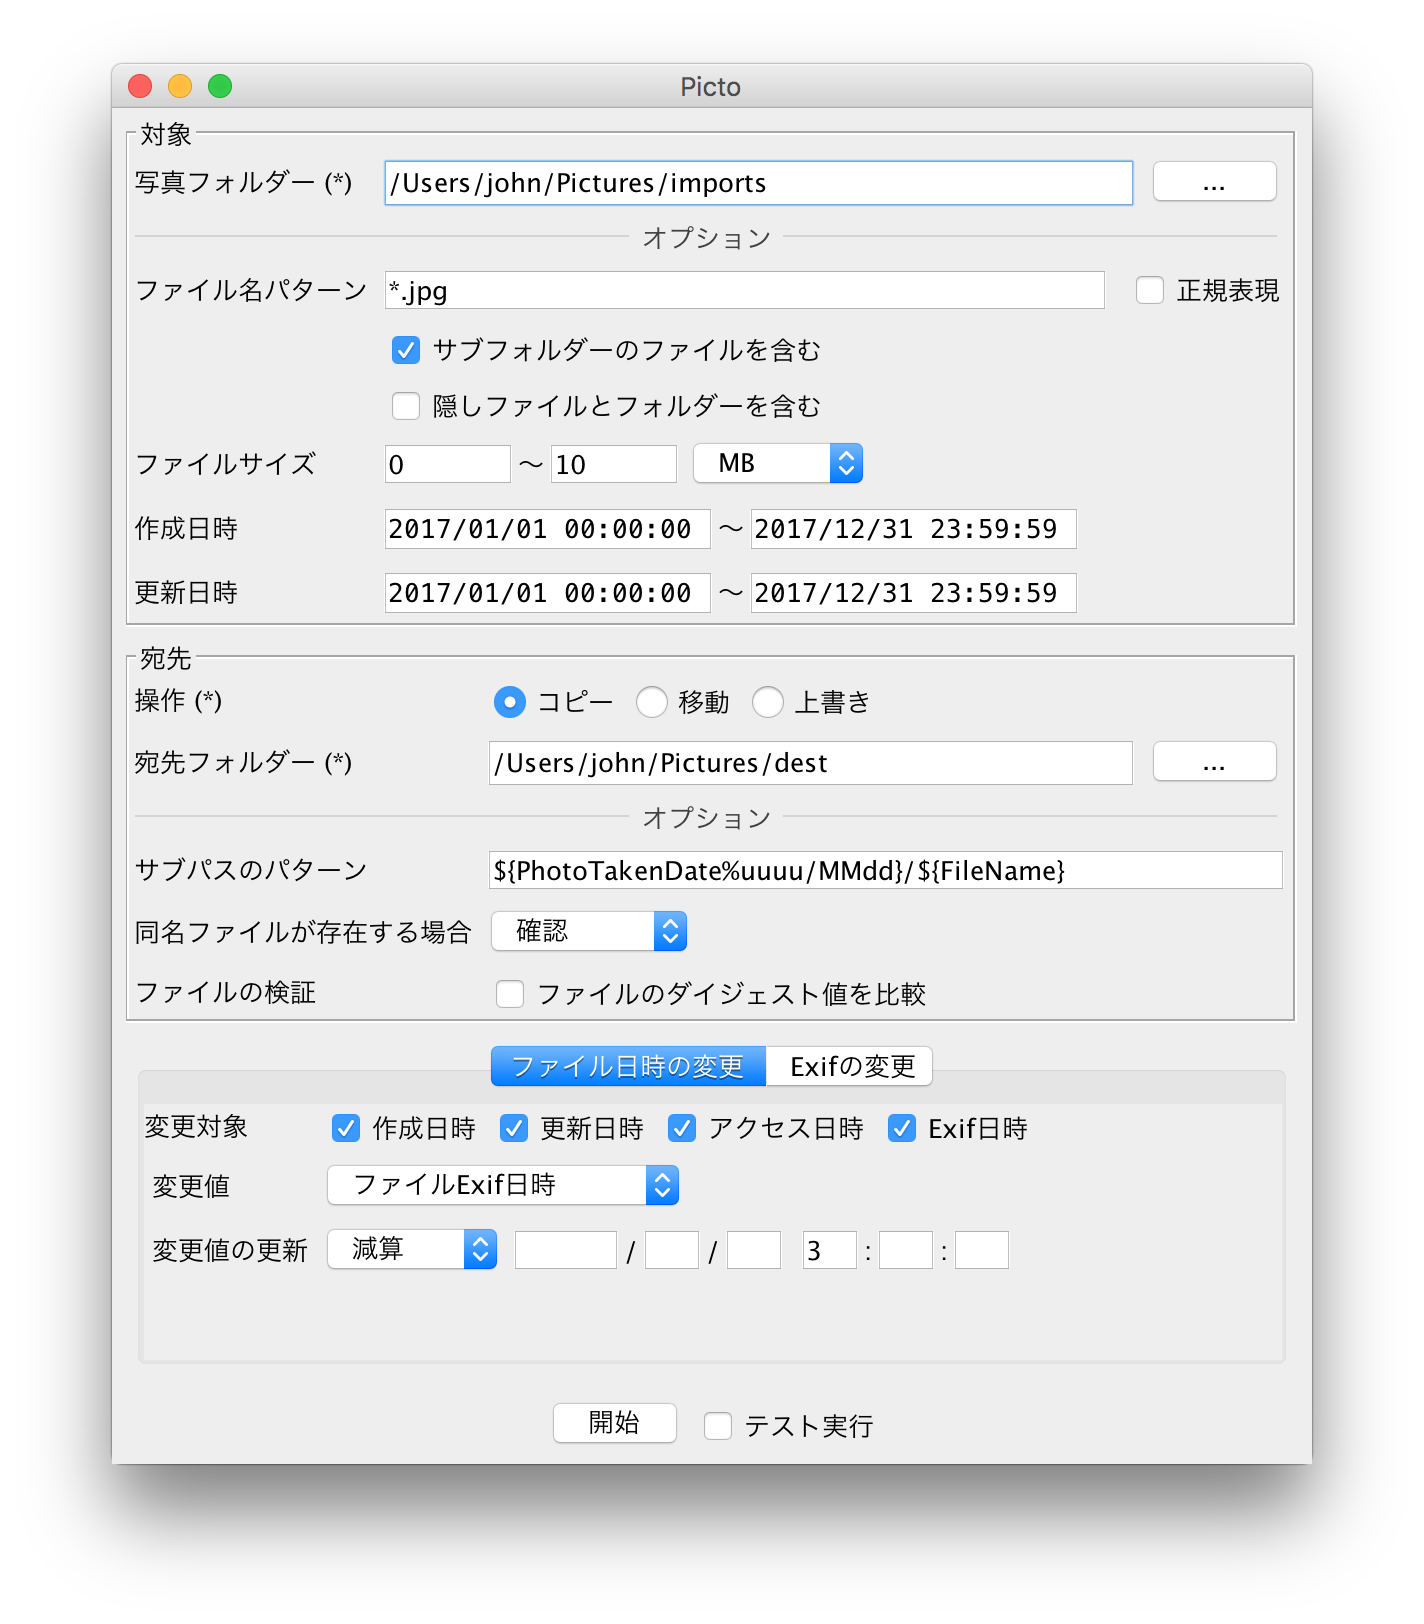 Picto
対象
写真フォルダー (*) /Users/john/Pictures/imports ...
オプション
ファイル名パターン *.jpg 正規表現
サブフォルダーのファイルを含む
隠しファイルとフォルダーを含む
ファイルサイズ 0 ～ 10 MB
作成日時 2017/01/01 00:00:00 ～ 2017/12/31 23:59:59
更新日時 2017/01/01 00:00:00 ～ 2017/12/31 23:59:59
宛先
操作 (*) コピー 移動 上書き
宛先フォルダー (*) /Users/john/Pictures/dest ...
オプション
サブパスのパターン ${PhotoTakenDate%uuuu/MMdd}/${FileName}
同名ファイルが存在する場合 確認
ファイルの検証 ファイルのダイジェスト値を比較
ファイル日時の変更 Exifの変更
変更対象 作成日時 更新日時 アクセス日時 Exif日時
変更値 ファイルExif日時
変更値の更新 減算 / / 3 : :
開始 テスト実行